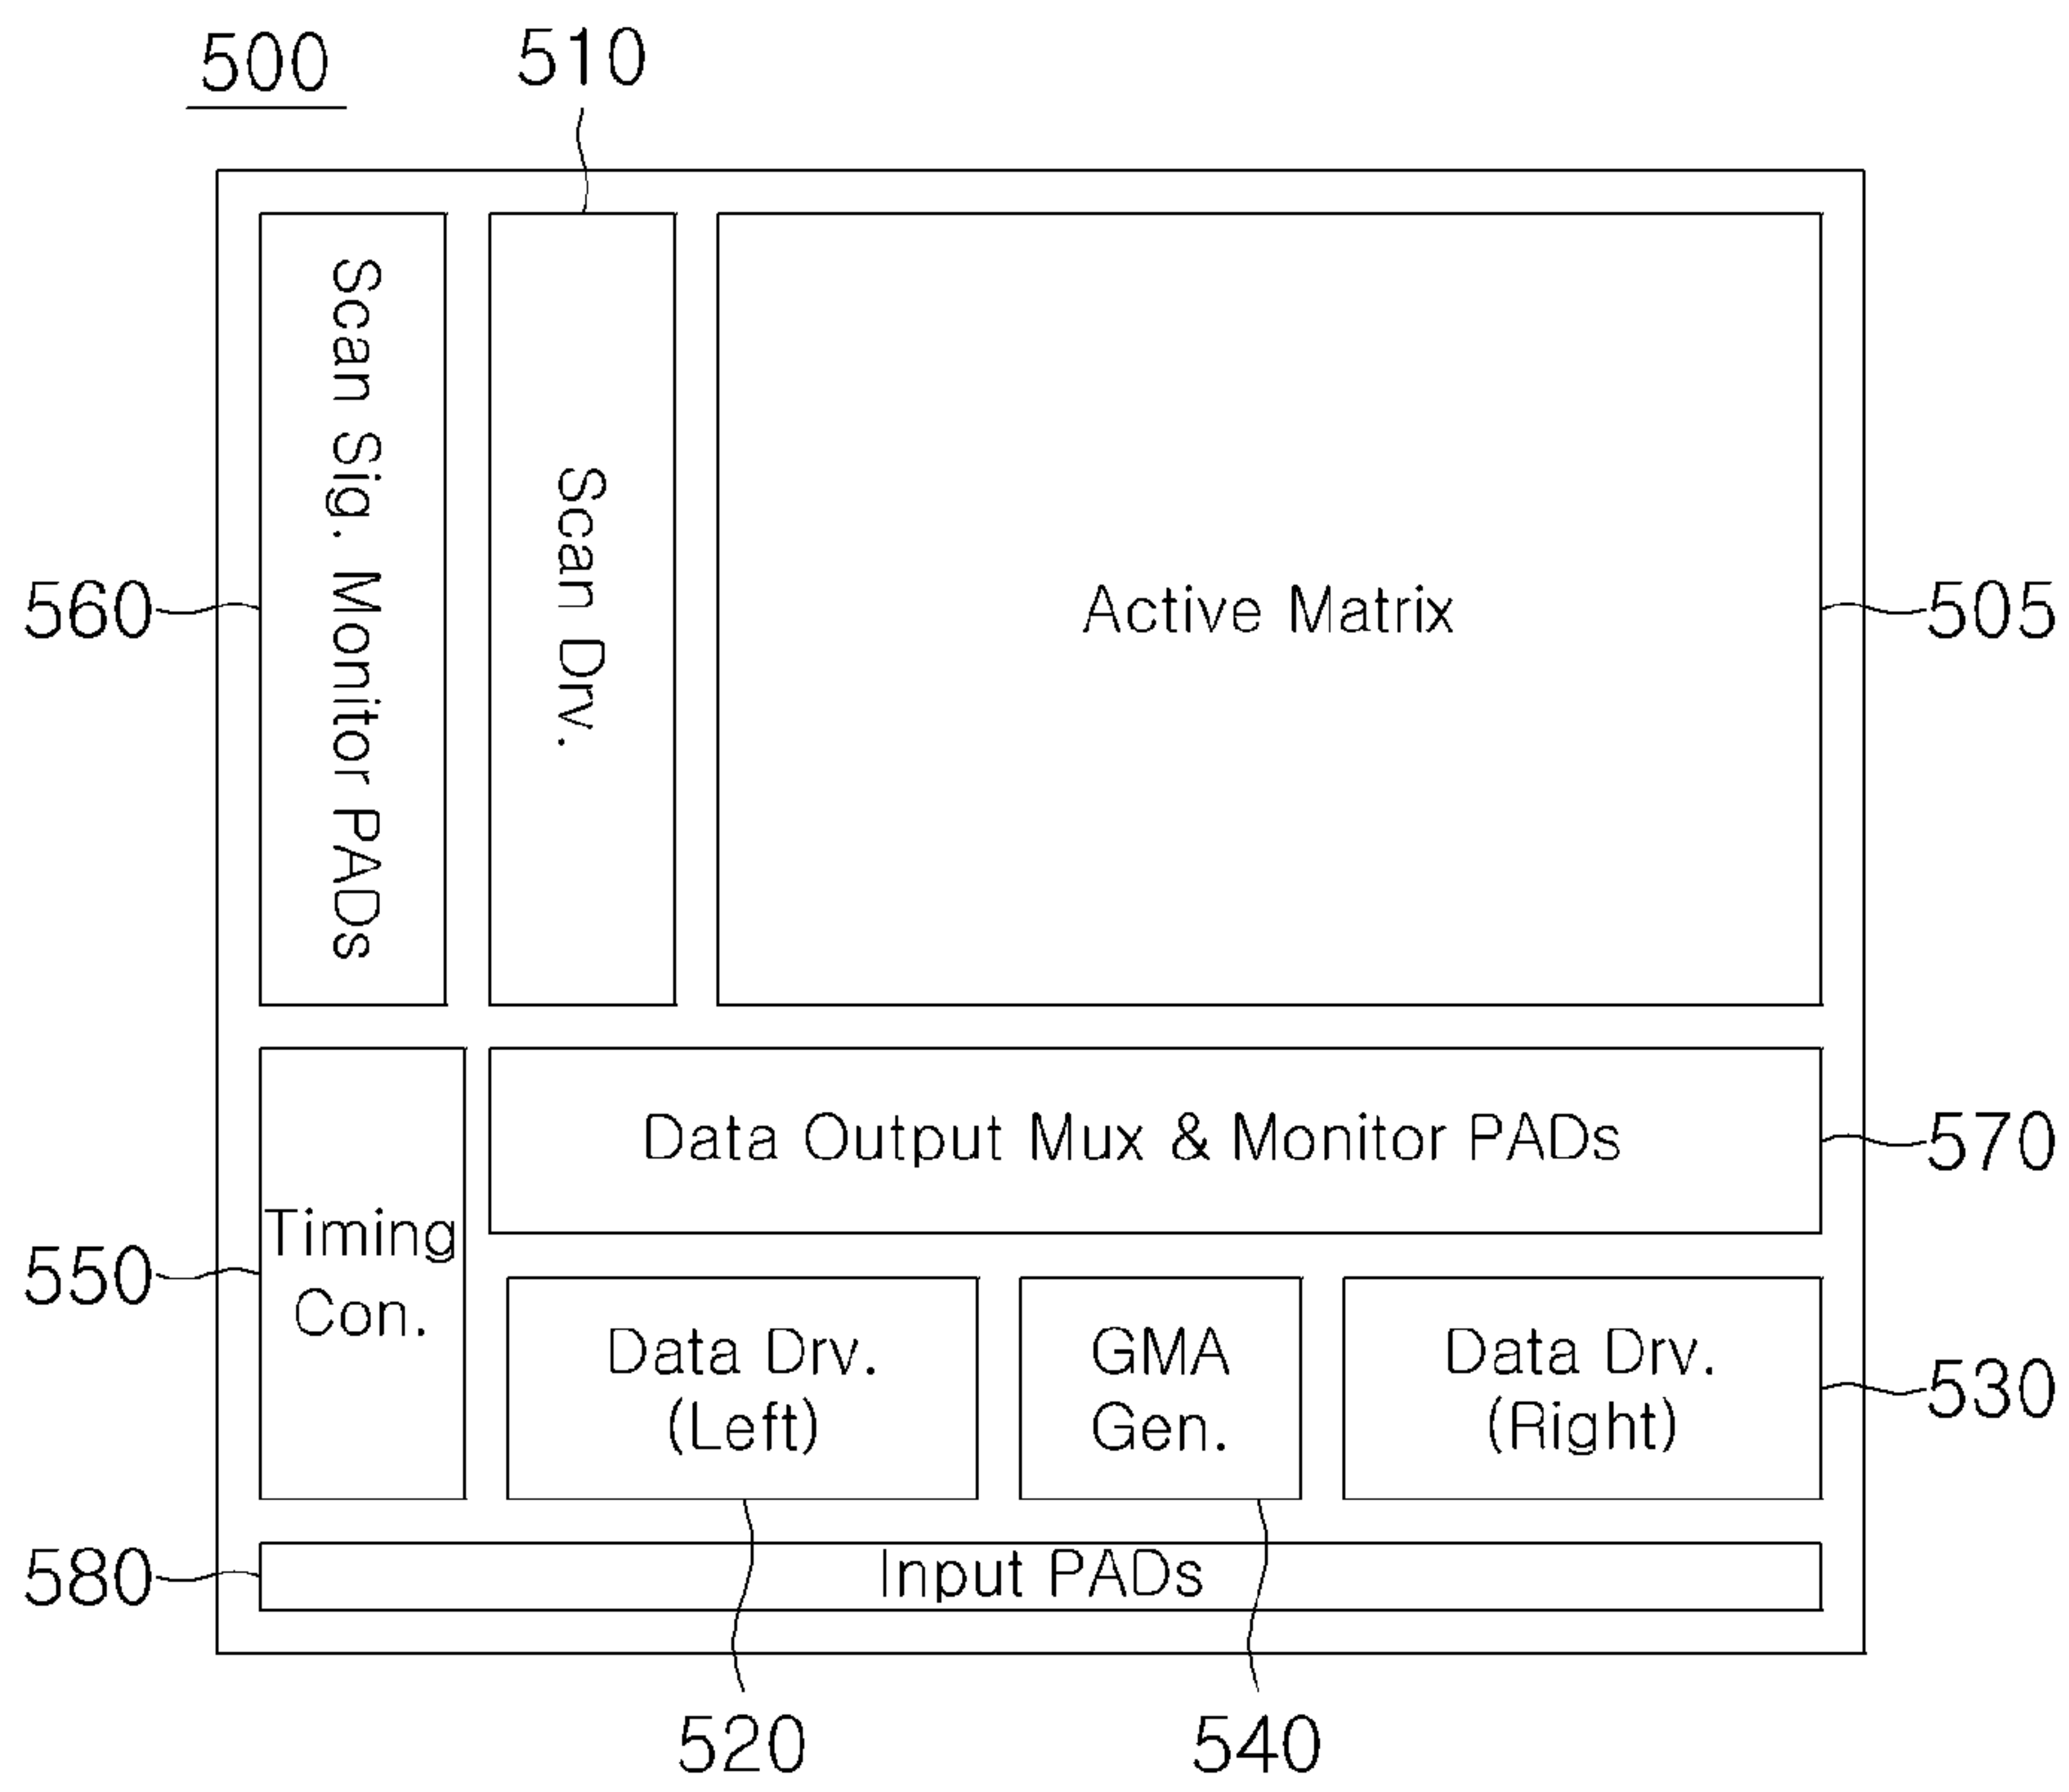 500
510
Scan Sig. Monitor PADs
Scan Drv.
Active Matrix
560
505
Data Output Mux & Monitor PADs
570
Timing
Con.
550
Data Drv.
(Left)
GMA
Gen.
Data Drv.
(Right)
530
580
Input PADs
520
540